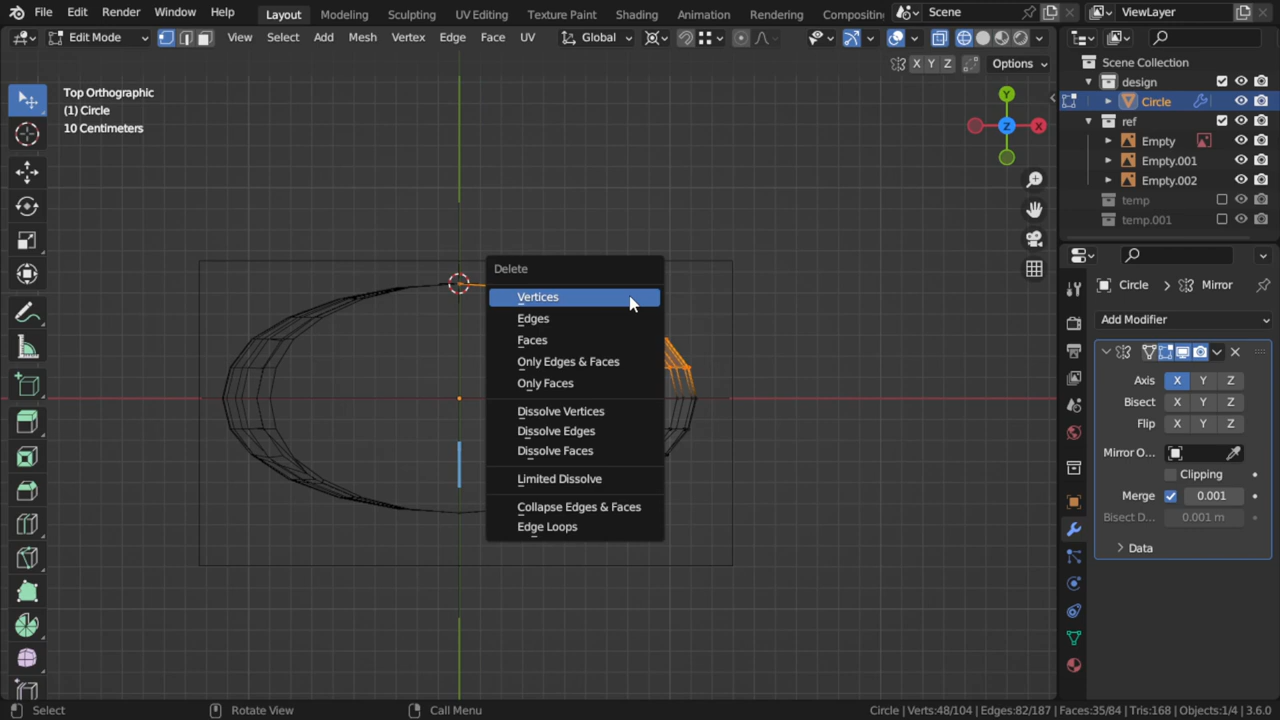 File Edit Render Window Help Layout Modeling Sculpting UV Editing Texture Paint Shading Animation Rendering Compositing Scene ViewLayer
Edit Mode View Select Add Mesh Vertex Edge Face UV Global
X Y Z Options
Top Orthographic
(1) Circle
10 Centimeters
Y
Z
X
Delete
Vertices
Edges
Faces
Only Edges & Faces
Only Faces
Dissolve Vertices
Dissolve Edges
Dissolve Faces
Limited Dissolve
Collapse Edges & Faces
Edge Loops
Scene Collection
design
Circle
ref
Empty
Empty.001
Empty.002
temp
temp.001
Circle > Mirror
Add Modifier
Axis X Y Z
Bisect X Y Z
Flip X Y Z
Mirror O...
Clipping
Merge 0.001
Bisect D... 0.001 m
Data
Select Rotate View Call Menu Circle | Verts:48/104 | Edges:82/187 | Faces:35/84 | Tris:168 | Objects:1/4 | 3.6.0